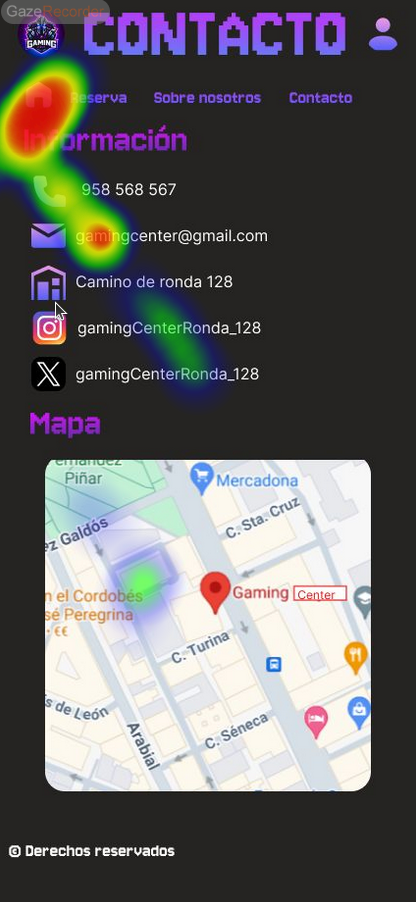 GazeRecorder
GAMING
CONTACTO
Reserva Sobre nosotros Contacto
Información
958 568 567
gamingcenter@gmail.com
Camino de ronda 128
gamingCenterRonda_128
gamingCenterRonda_128
Mapa
Piñar
Mercadona
ez Galdós
C. Sta. Cruz
n el Cordobés
sé Peregrina
· €€
Gaming Center
C. Turina
is de León
Arabial
C. Séneca
© Derechos reservados